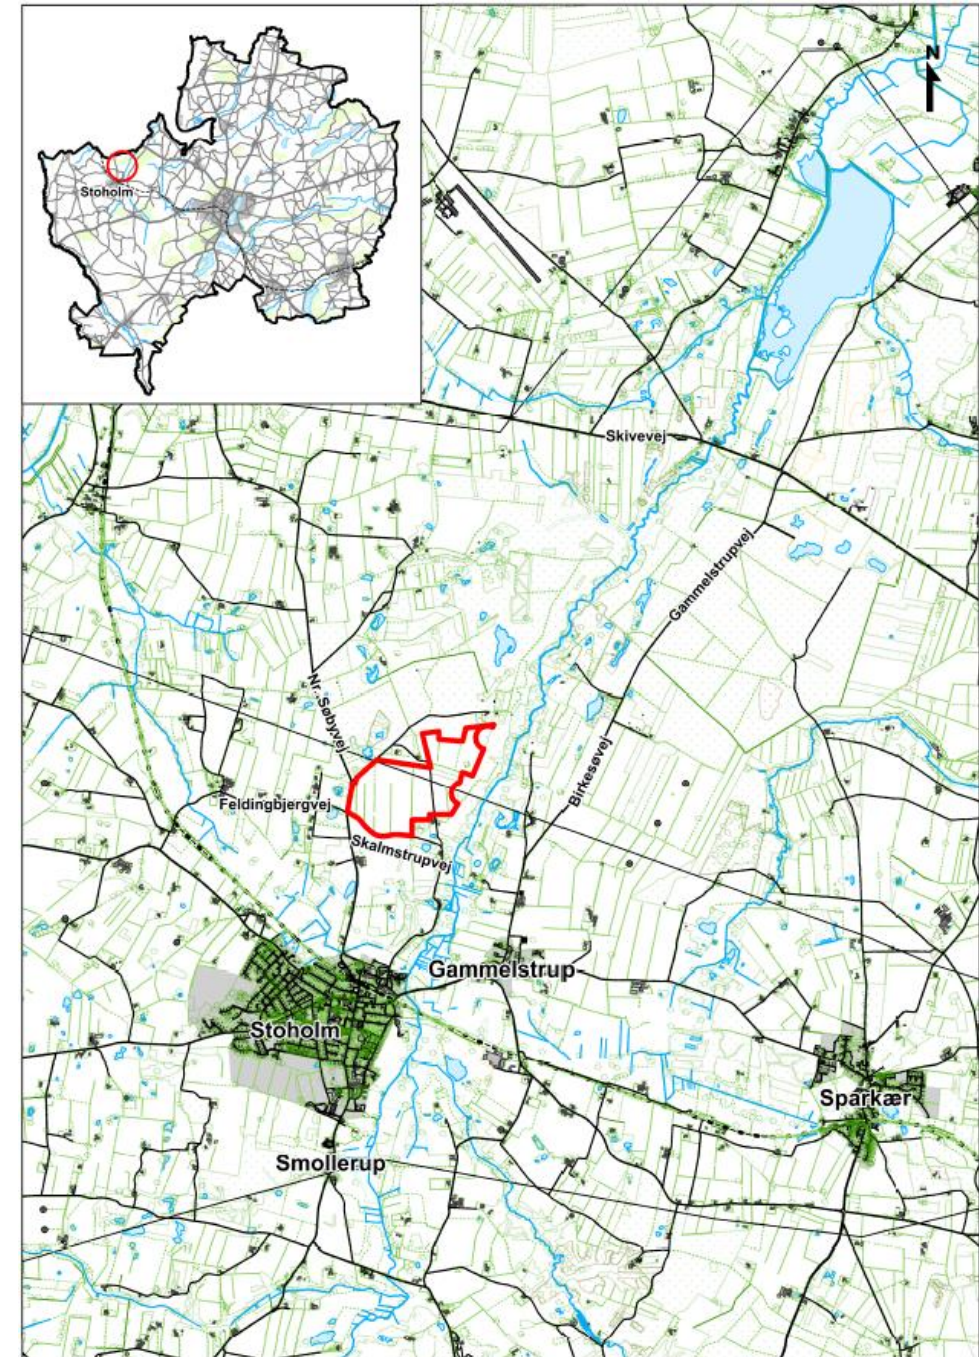 N
Stoholm
Skivevej
Gammelstrupvej
Nr. Søbyvej
Birkesøvej
Feldingbjergvej
Skalmstrupvej
Gammelstrup
Stoholm
Sparkær
Smollerup